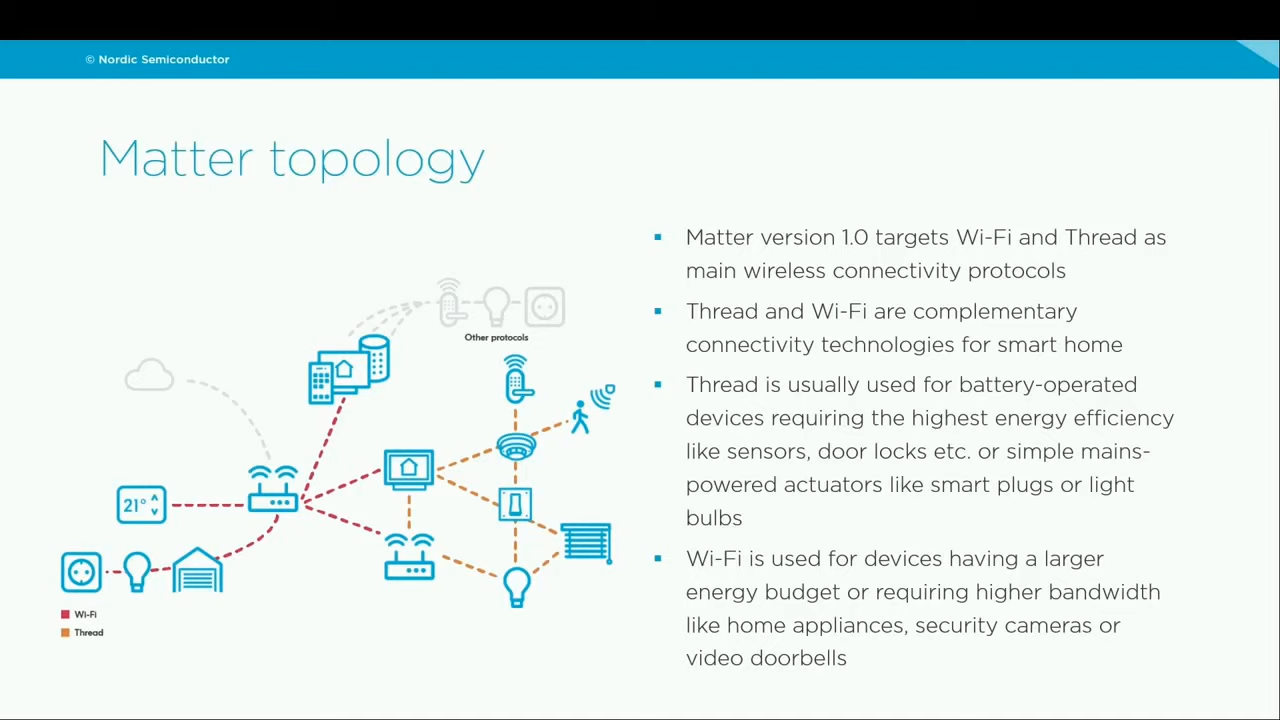 © Nordic Semiconductor
Matter topology
Matter version 1.0 targets Wi-Fi and Thread as
main wireless connectivity protocols
Thread and Wi-Fi are complementary
connectivity technologies for smart home
Thread is usually used for battery-operated
devices requiring the highest energy efficiency
like sensors, door locks etc. or simple mains-
powered actuators like smart plugs or light
bulbs
Wi-Fi is used for devices having a larger
energy budget or requiring higher bandwidth
like home appliances, security cameras or
video doorbells
Other protocols
21°
Wi-Fi
Thread